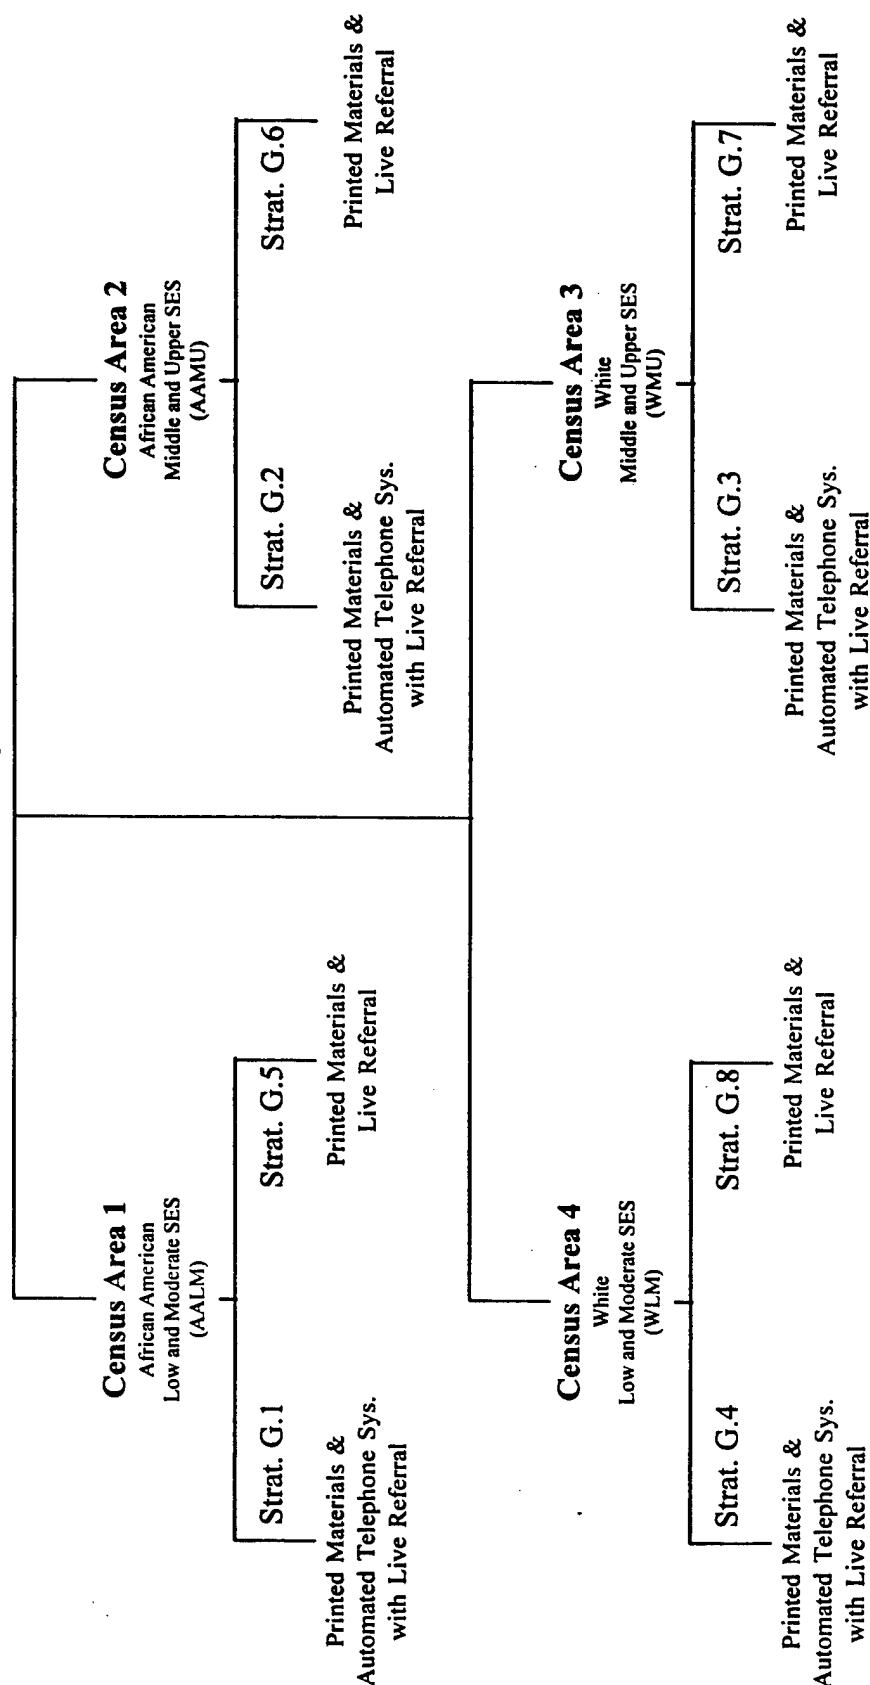 Census Area 1
African American
Low and Moderate SES
(AALM)
Strat. G.1
Printed Materials &
Automated Telephone Sys.
with Live Referral
Strat. G.5
Printed Materials &
Live Referral
Census Area 2
African American
Middle and Upper SES
(AAMU)
Strat. G.2
Printed Materials &
Automated Telephone Sys.
with Live Referral
Strat. G.6
Printed Materials &
Live Referral
Census Area 4
White
Low and Moderate SES
(WLM)
Strat. G.4
Printed Materials &
Automated Telephone Sys.
with Live Referral
Strat. G.8
Printed Materials &
Live Referral
Census Area 3
White
Middle and Upper SES
(WMU)
Strat. G.3
Printed Materials &
Automated Telephone Sys.
with Live Referral
Strat. G.7
Printed Materials &
Live Referral